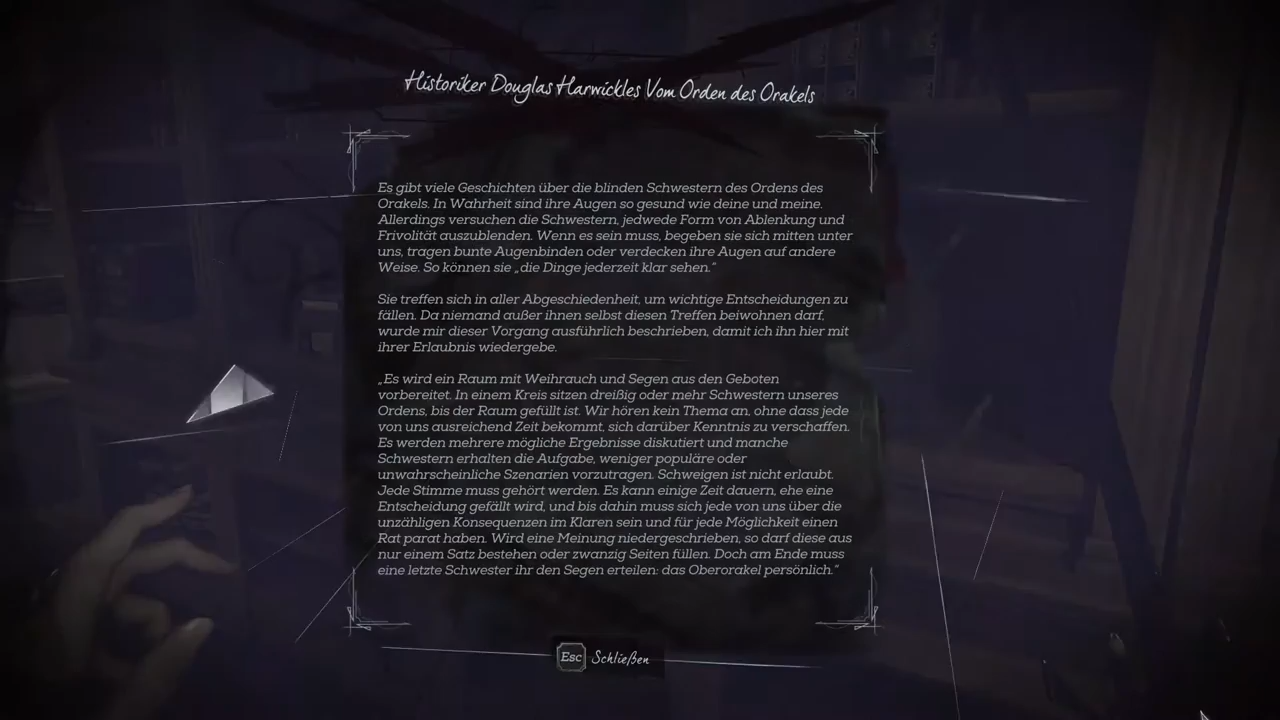 Historiker Douglas Harwickles Vom Orden des Orakels
Es gibt viele Geschichten über die blinden Schwestern des Ordens des
Orakels. In Wahrheit sind ihre Augen so gesund wie deine und meine.
Allerdings versuchen die Schwestern, jedwede Form von Ablenkung und
Frivolität auszublenden. Wenn es sein muss, begeben sie sich mitten unter
uns, tragen bunte Augenbinden oder verdecken ihre Augen auf andere
Weise. So können sie „die Dinge jederzeit klar sehen.“
Sie treffen sich in aller Abgeschiedenheit, um wichtige Entscheidungen zu
fällen. Da niemand außer ihnen selbst diesen Treffen beiwohnen darf,
wurde mir dieser Vorgang ausführlich beschrieben, damit ich ihn hier mit
ihrer Erlaubnis wiedergebe.
„Es wird ein Raum mit Weihrauch und Segen aus den Geboten
vorbereitet. In einem Kreis sitzen dreißig oder mehr Schwestern unseres
Ordens, bis der Raum gefüllt ist. Wir hören kein Thema an, ohne dass jede
von uns ausreichend Zeit bekommt, sich darüber Kenntnis zu verschaffen.
Es werden mehrere mögliche Ergebnisse diskutiert und manche
Schwestern erhalten die Aufgabe, weniger populäre oder
unwahrscheinliche Szenarien vorzutragen. Schweigen ist nicht erlaubt.
Jede Stimme muss gehört werden. Es kann einige Zeit dauern, ehe eine
Entscheidung gefällt wird, und bis dahin muss sich jede von uns über die
unzähligen Konsequenzen im Klaren sein und für jede Möglichkeit einen
Rat parat haben. Wird eine Meinung niedergeschrieben, so darf diese aus
nur einem Satz bestehen oder zwanzig Seiten füllen. Doch am Ende muss
eine letzte Schwester ihr den Segen erteilen: das Oberorakel persönlich.“
Esc Schließen